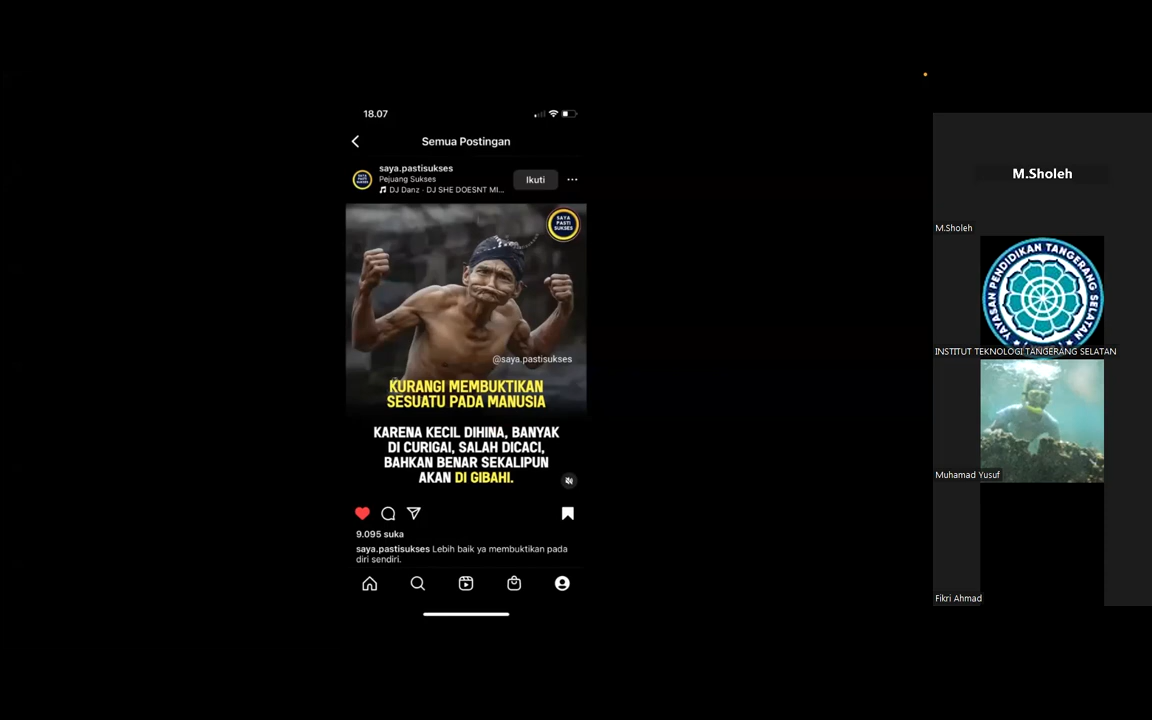 18.07
Semua Postingan
saya.pastisukses
Pejuang Sukses
DJ Danz · DJ SHE DOESNT MI...
Ikuti
SAYA
PASTI
SUKSES
@saya.pastisukses
KURANGI MEMBUKTIKAN
SESUATU PADA MANUSIA
KARENA KECIL DIHINA, BANYAK
DI CURIGAI, SALAH DICACI,
BAHKAN BENAR SEKALIPUN
AKAN DI GIBAHI.
9.095 suka
saya.pastisukses Lebih baik ya membuktikan pada
diri sendiri.
M.Sholeh
M.Sholeh
YAYASAN PENDIDIKAN TANGERANG SELATAN
INSTITUT TEKNOLOGI TANGERANG SELATAN
Muhamad Yusuf
Fikri Ahmad